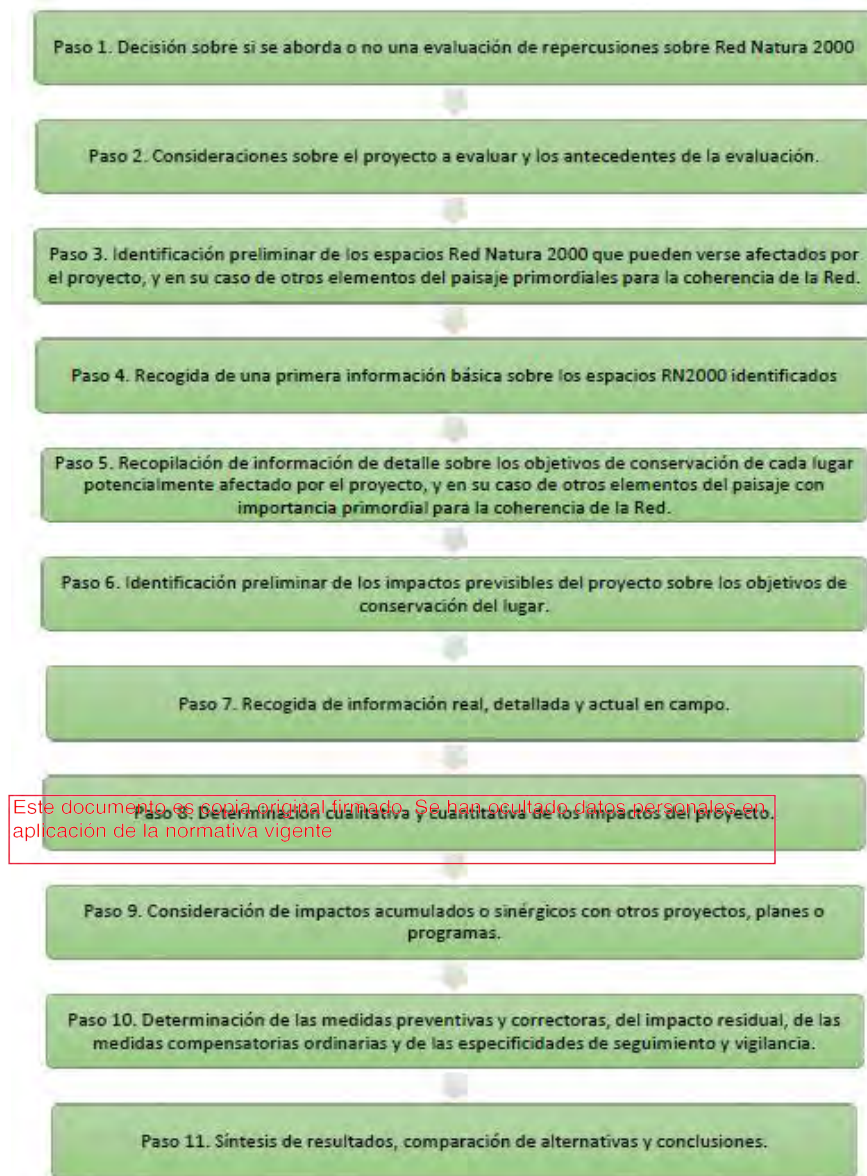 Paso 1. Decisión sobre si se aborda o no una evaluación de repercusiones sobre Red Natura 2000
Paso 2. Consideraciones sobre el proyecto a evaluar y los antecedentes de la evaluación.
Paso 3. Identificación preliminar de los espacios Red Natura 2000 que pueden verse afectados por
el proyecto, y en su caso de otros elementos del paisaje primordiales para la coherencia de la Red.
Paso 4. Recogida de una primera información básica sobre los espacios RN2000 identificados
Paso 5. Recopilación de información de detalle sobre los objetivos de conservación de cada lugar
potencialmente afectado por el proyecto, y en su caso de otros elementos del paisaje con
importancia primordial para la coherencia de la Red.
Paso 6. Identificación preliminar de los impactos previsibles del proyecto sobre los objetivos de
conservación del lugar.
Paso 7. Recogida de información real, detallada y actual en campo.
Este documento es copia original firmado. Se han ocultado datos personales en
aplicación de la normativa vigente
Paso 8. Determinación cualitativa y cuantitativa de los impactos del proyecto.
Paso 9. Consideración de impactos acumulados o sinérgicos con otros proyectos, planes o
programas.
Paso 10. Determinación de las medidas preventivas y correctoras, del impacto residual, de las
medidas compensatorias ordinarias y de las especificidades de seguimiento y vigilancia.
Paso 11. Síntesis de resultados, comparación de alternativas y conclusiones.